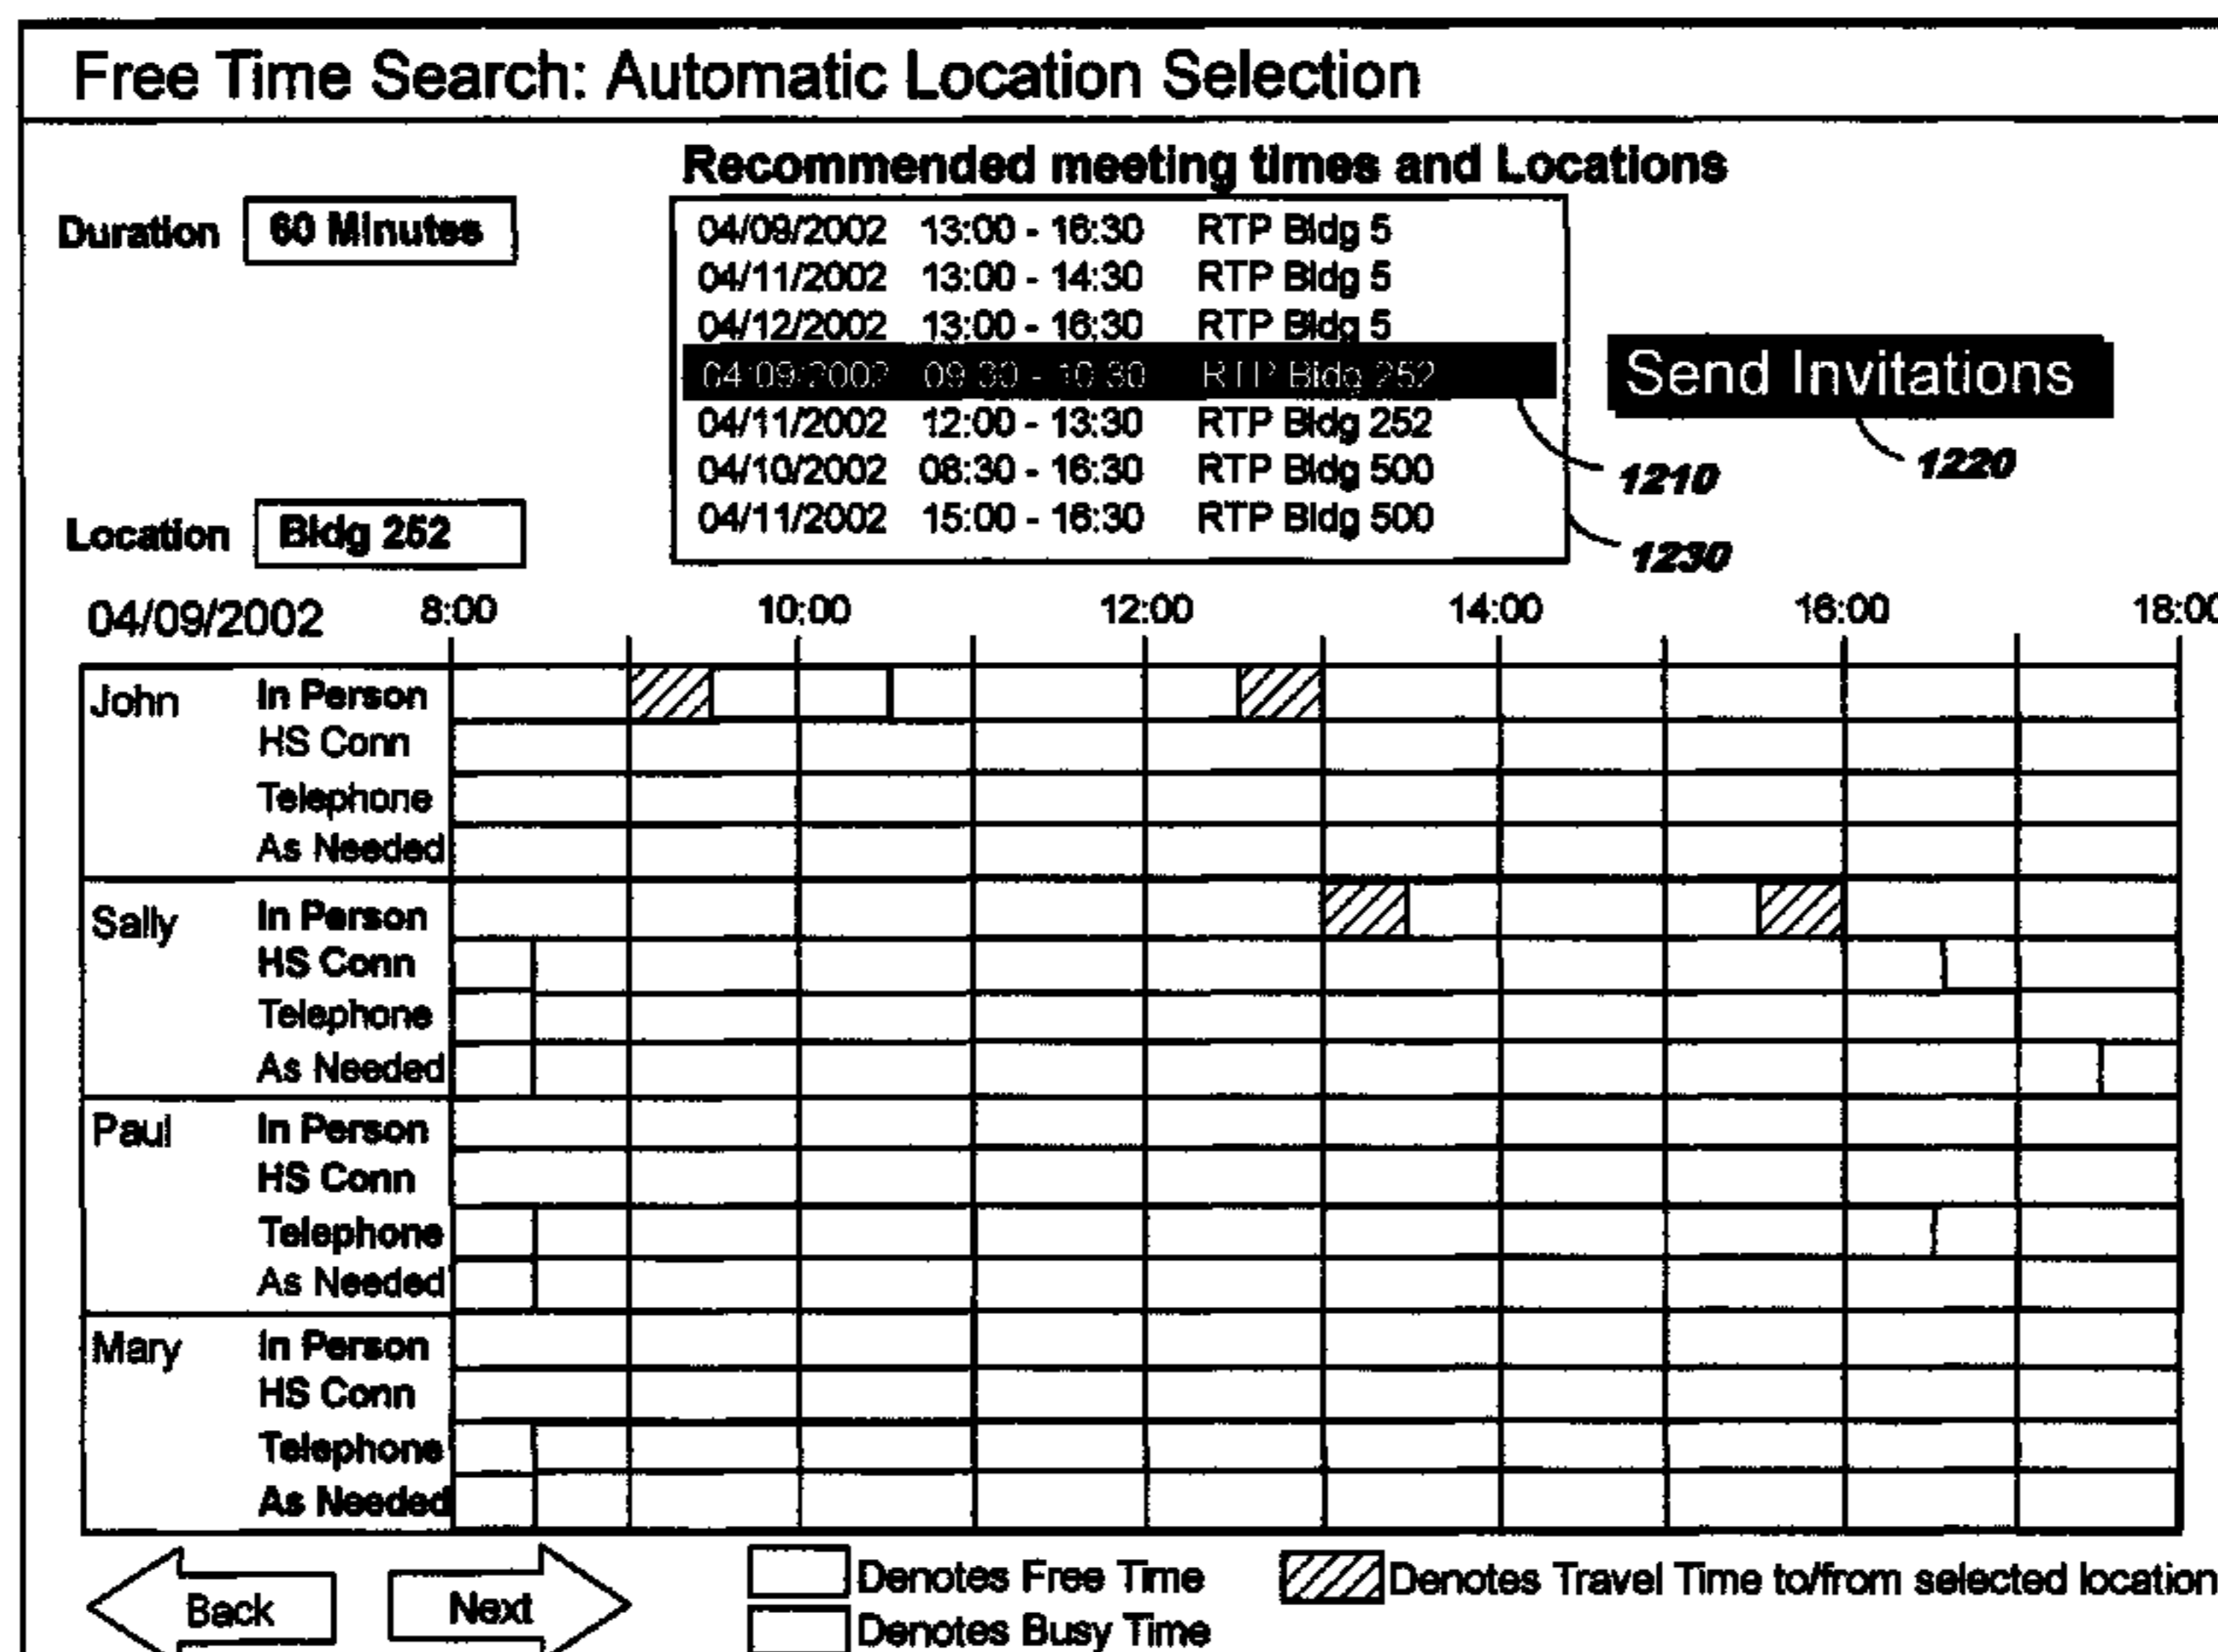 Free Time Search: Automatic Location Selection
Recommended meeting times and Locations
Duration 60 Minutes
04/09/2002 13:00 - 16:30 RTP Bldg 5
04/11/2002 13:00 - 14:30 RTP Bldg 5
04/12/2002 13:00 - 16:30 RTP Bldg 5
04/09/2002 09:30 - 10:30 RTP Bldg 252
Send Invitations
04/11/2002 12:00 - 13:30 RTP Bldg 252
04/10/2002 08:30 - 16:30 RTP Bldg 500
04/11/2002 15:00 - 16:30 RTP Bldg 500
1210
1220
1230
Location Bldg 252
04/09/2002 8:00 10:00 12:00 14:00 16:00 18:00
John In Person
HS Conn
Telephone
As Needed
Sally In Person
HS Conn
Telephone
As Needed
Paul In Person
HS Conn
Telephone
As Needed
Mary In Person
HS Conn
Telephone
As Needed
Back Next
Denotes Free Time
Denotes Travel Time to/from selected location
Denotes Busy Time